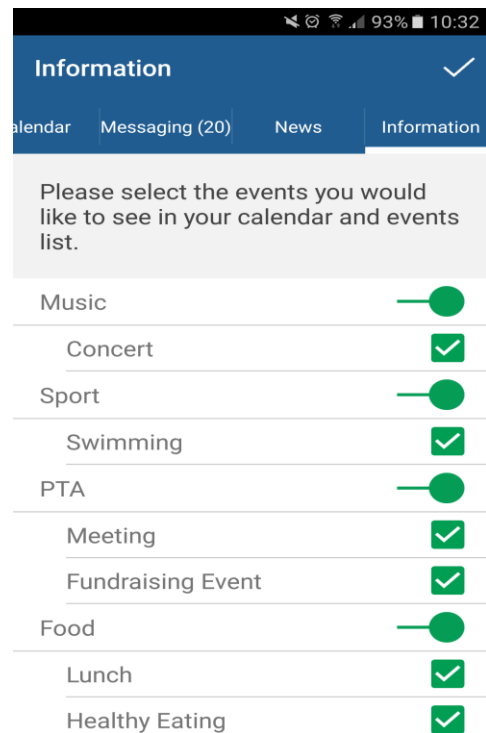 93% 10:32
Information
alendar Messaging (20) News Information
Please select the events you would
like to see in your calendar and events
list.
Music
Concert
Sport
Swimming
PTA
Meeting
Fundraising Event
Food
Lunch
Healthy Eating